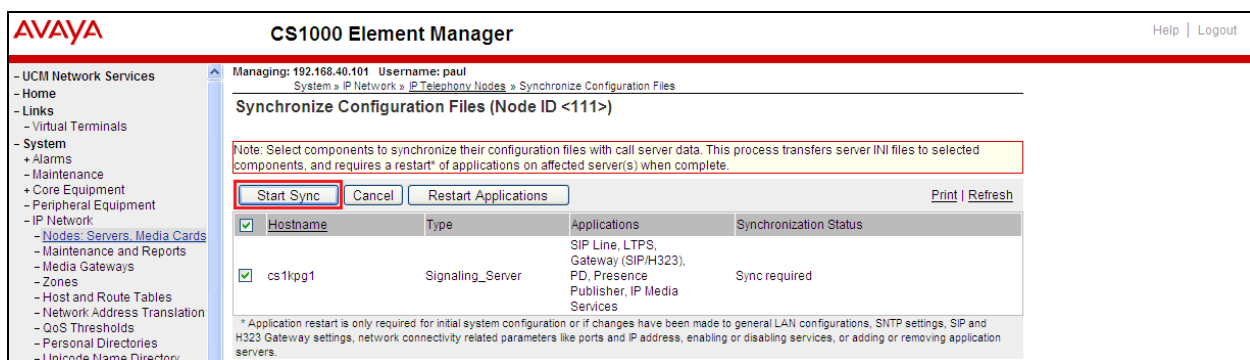 AVAYA
CS1000 Element Manager
Help | Logout
- UCM Network Services
- Home
- Links
- Virtual Terminals
- System
+ Alarms
- Maintenance
+ Core Equipment
- Peripheral Equipment
- IP Network
- Nodes: Servers, Media Cards
- Maintenance and Reports
- Media Gateways
- Zones
- Host and Route Tables
- Network Address Translation
- QoS Thresholds
- Personal Directories
- Unicode Name Directory
Managing: 192.168.40.101 Username: paul
System » IP Network » IP Telephony Nodes » Synchronize Configuration Files
Synchronize Configuration Files (Node ID <111>)
Note: Select components to synchronize their configuration files with call server data. This process transfers server INI files to selected
components, and requires a restart* of applications on affected server(s) when complete.
Start Sync Cancel Restart Applications Print | Refresh
Hostname Type Applications Synchronization Status
cs1kpg1 Signaling_Server SIP Line, LTPS,
Gateway (SIP/H323),
PD, Presence
Publisher, IP Media
Services
Sync required
* Application restart is only required for initial system configuration or if changes have been made to general LAN configurations, SNTP settings, SIP and
H323 Gateway settings, network connectivity related parameters like ports and IP address, enabling or disabling services, or adding or removing application
servers.